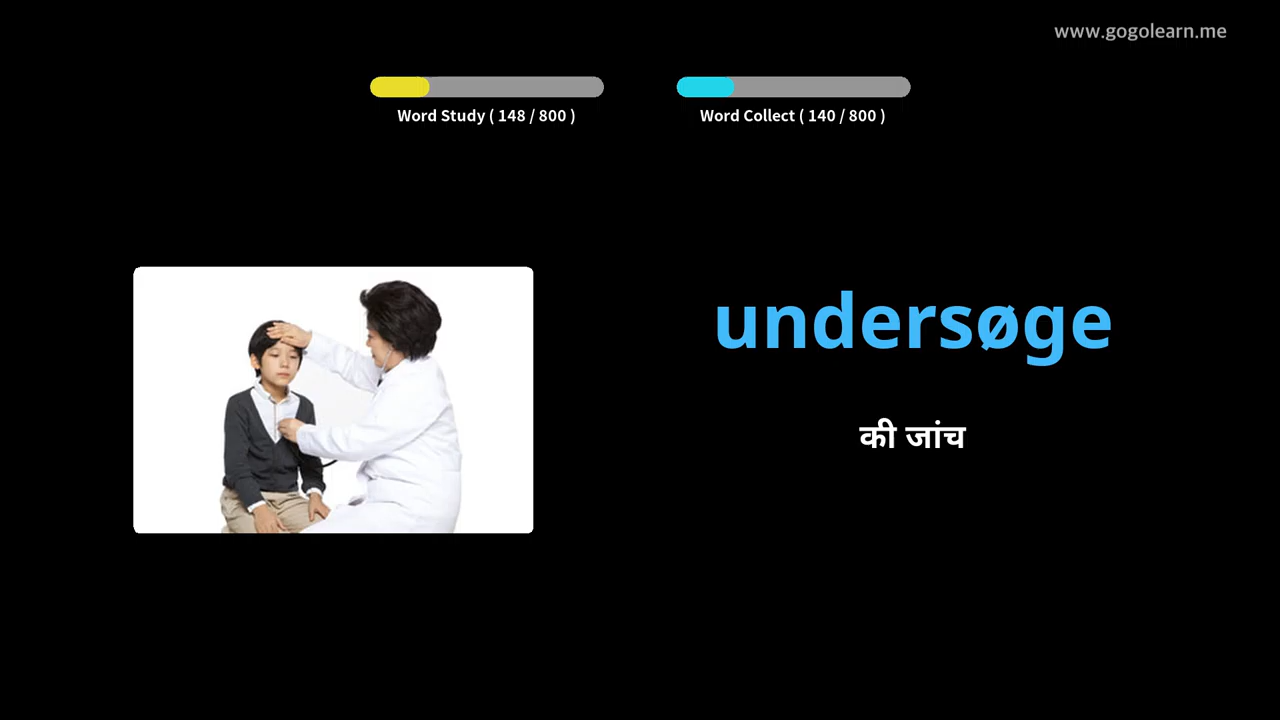 www.gogolearn.me
Word Study ( 148 / 800 )
Word Collect ( 140 / 800 )
undersøge
की जांच